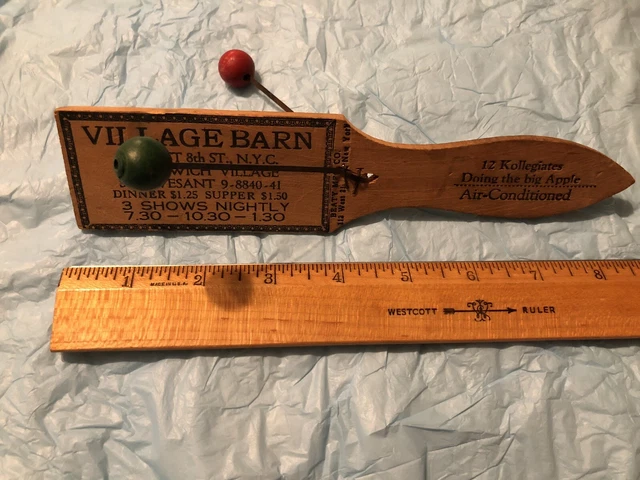 VILLAGE BARN
8th ST., N.Y.C.
VILLAGE
9-8840-41
DINNER $1.25 SUPPER $1.50
3 SHOWS NIGHTLY
7.30 – 10.30 – 1.30
12 Kollegiates
Doing the big Apple
Air-Conditioned
1 2 3 4 5 6 7 8
MADE IN U.S.A.
WESTCOTT RULER